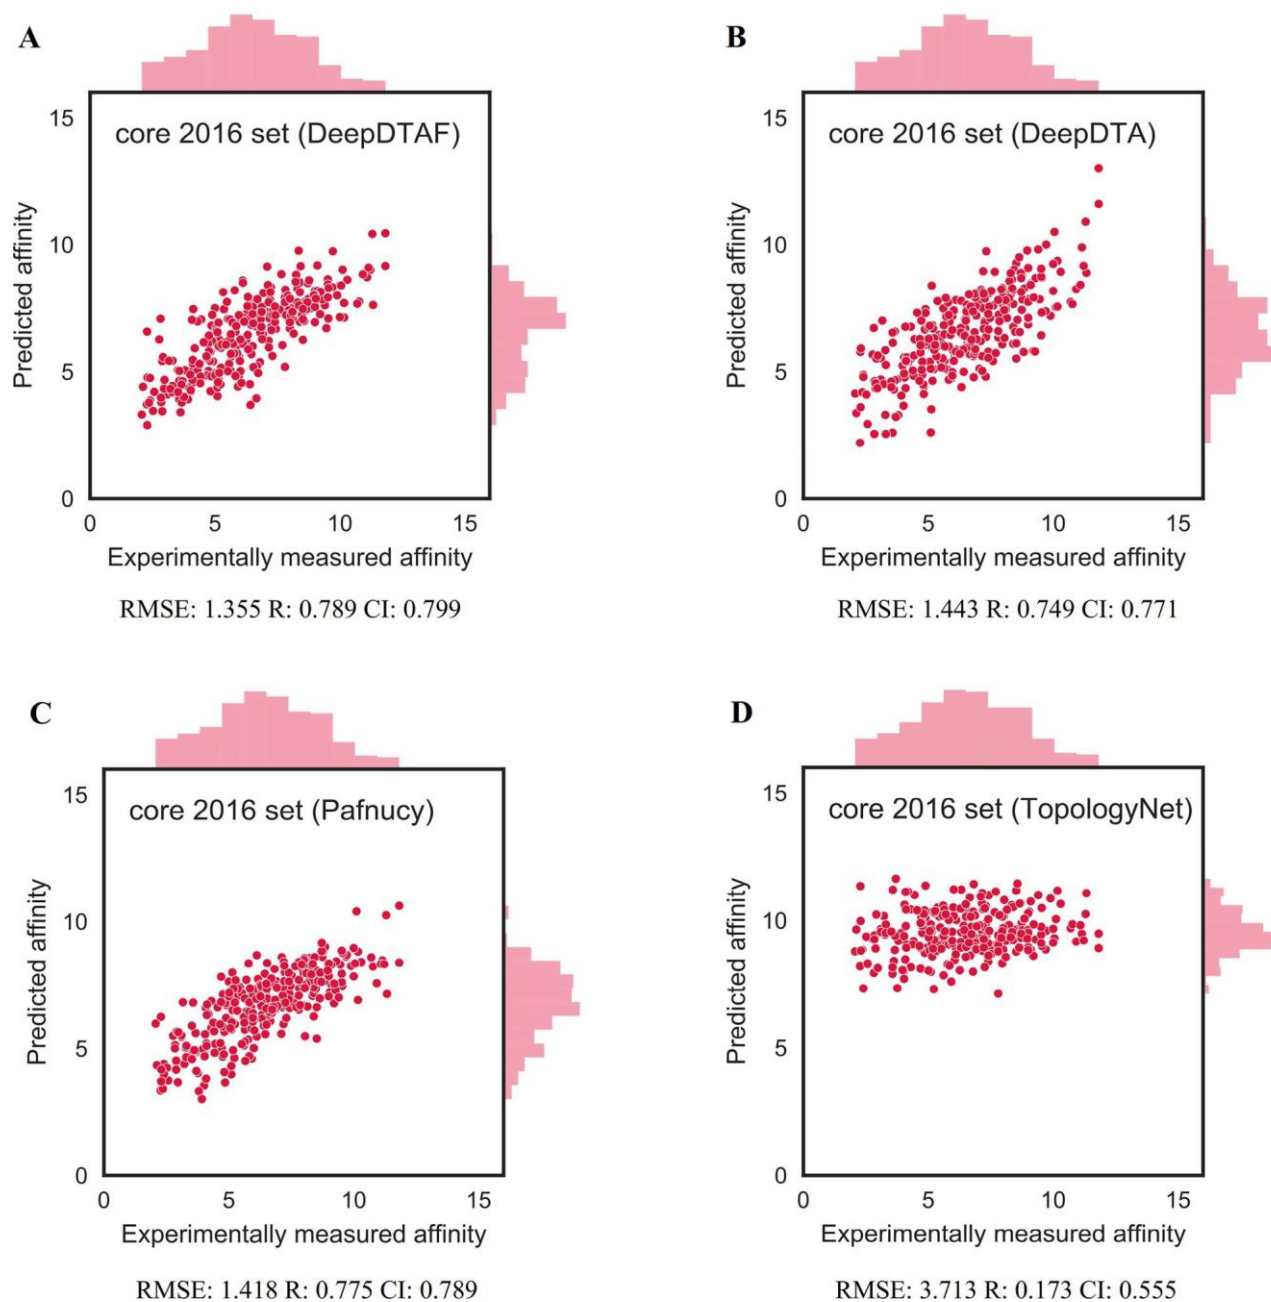 A
core 2016 set (DeepDTAF)
15
10
5
0
Predicted affinity
0 5 10 15
Experimentally measured affinity
RMSE: 1.355 R: 0.789 CI: 0.799
B
core 2016 set (DeepDTA)
15
10
5
0
Predicted affinity
0 5 10 15
Experimentally measured affinity
RMSE: 1.443 R: 0.749 CI: 0.771
C
core 2016 set (Pafnucy)
15
10
5
0
Predicted affinity
0 5 10 15
Experimentally measured affinity
RMSE: 1.418 R: 0.775 CI: 0.789
D
core 2016 set (TopologyNet)
15
10
5
0
Predicted affinity
0 5 10 15
Experimentally measured affinity
RMSE: 3.713 R: 0.173 CI: 0.555